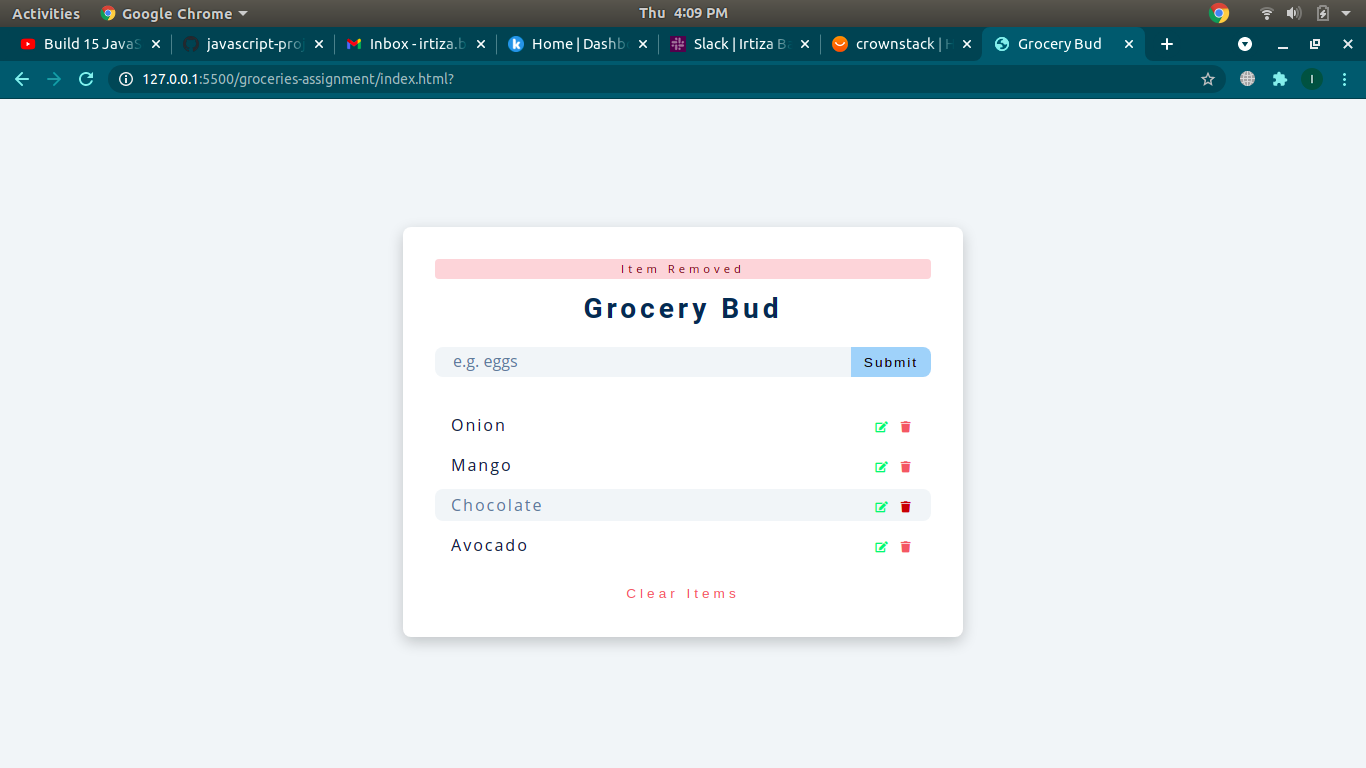 Activities Google Chrome Thu 4:09 PM
Build 15 JavaS javascript-proj Inbox - irtiza.b Home | Dashbo Slack | Irtiza Ba crownstack | H Grocery Bud
127.0.0.1:5500/groceries-assignment/index.html? I
Item Removed
Grocery Bud
e.g. eggs Submit
Onion
Mango
Chocolate
Avocado
Clear Items